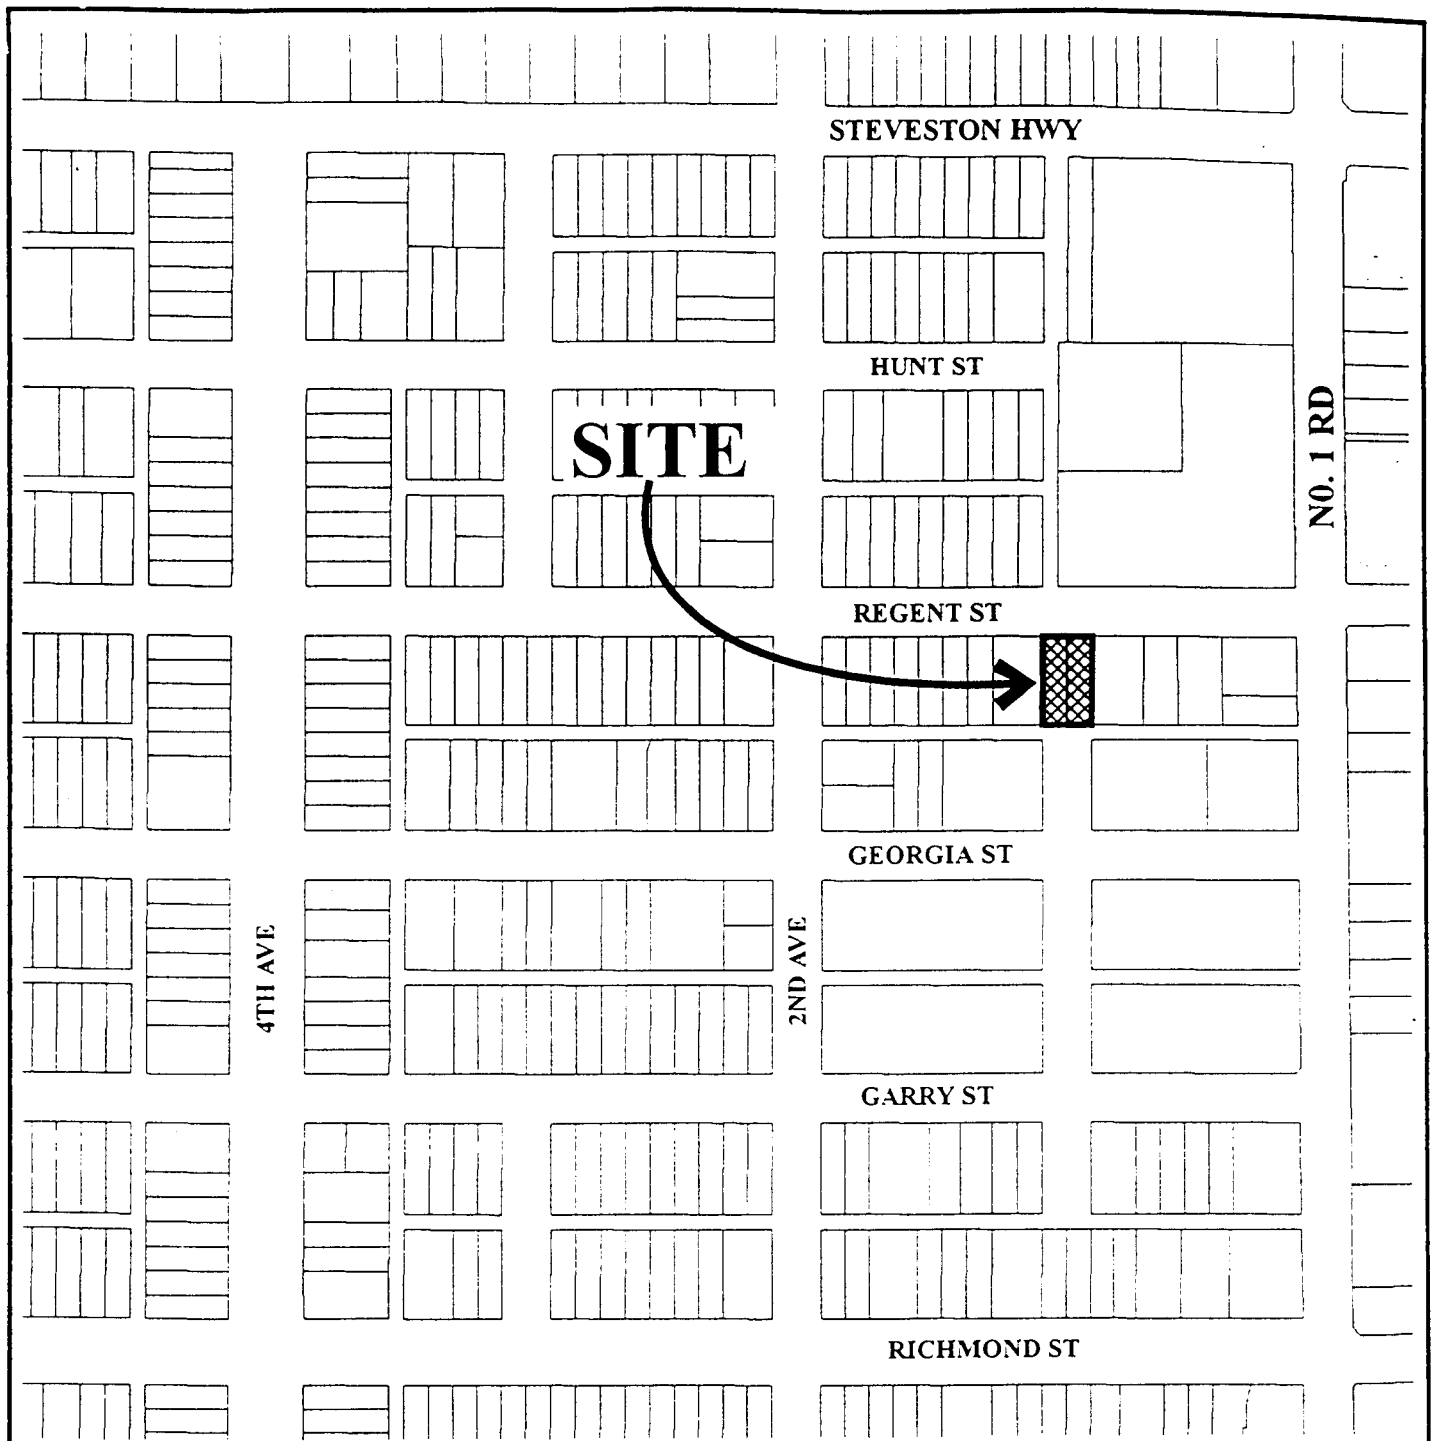 STEVESTON HWY
HUNT ST
NO. 1 RD
SITE
REGENT ST
GEORGIA ST
4TH AVE
2ND AVE
GARRY ST
RICHMOND ST